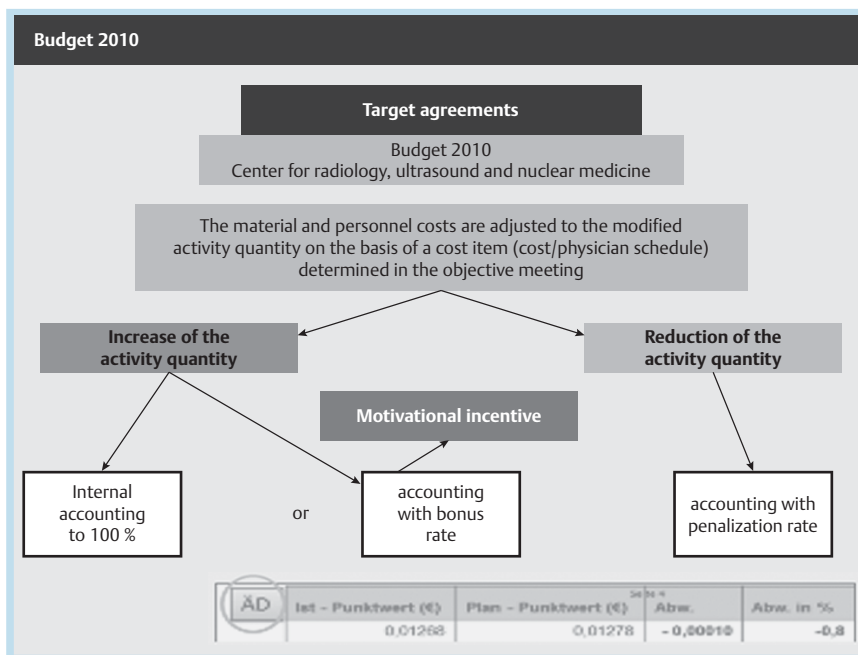 Budget 2010
Target agreements
Budget 2010
Center for radiology, ultrasound and nuclear medicine
The material and personnel costs are adjusted to the modified
activity quantity on the basis of a cost item (cost/physician schedule)
determined in the objective meeting
Increase of the
activity quantity
Reduction of the
activity quantity
Motivational incentive
Internal
accounting
to 100 %
or
accounting
with bonus
rate
accounting with
penalization rate
ÄD Ist - Punktwert (€) Plan - Punktwert (€) Abw. Abw. in %
0,01268 0,01278 - 0,00010 -0,8